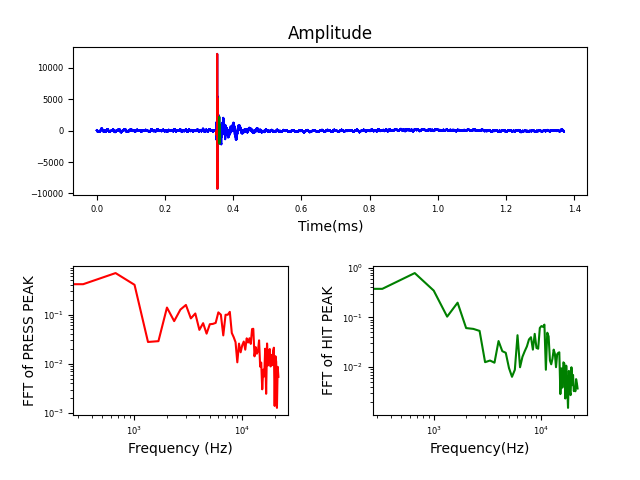 Amplitude
10000
5000
0
−5000
−10000
0.0 0.2 0.4 0.6 0.8 1.0 1.2 1.4
Time(ms)
FFT of PRESS PEAK
10⁻¹
10⁻²
10⁻³
10³ 10⁴
Frequency (Hz)
FFT of HIT PEAK
10⁰
10⁻¹
10⁻²
10³ 10⁴
Frequency(Hz)